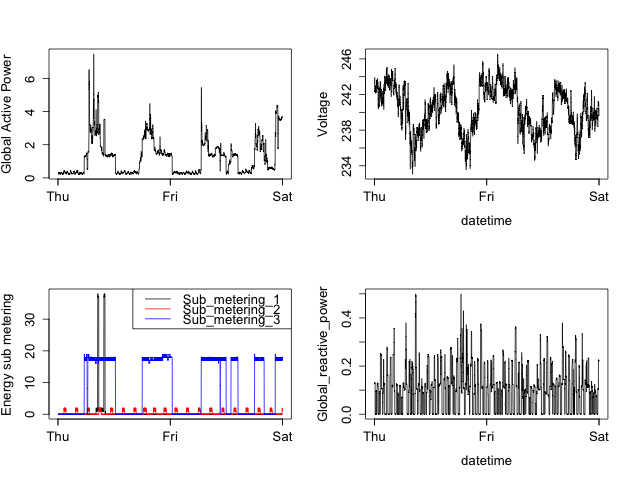 Global Active Power
0 2 4 6
Thu Fri Sat
Voltage
234 238 242 246
Thu Fri Sat
datetime
Energy sub metering
0 10 20 30
Sub_metering_1
Sub_metering_2
Sub_metering_3
Thu Fri Sat
Global_reactive_power
0.0 0.2 0.4
Thu Fri Sat
datetime